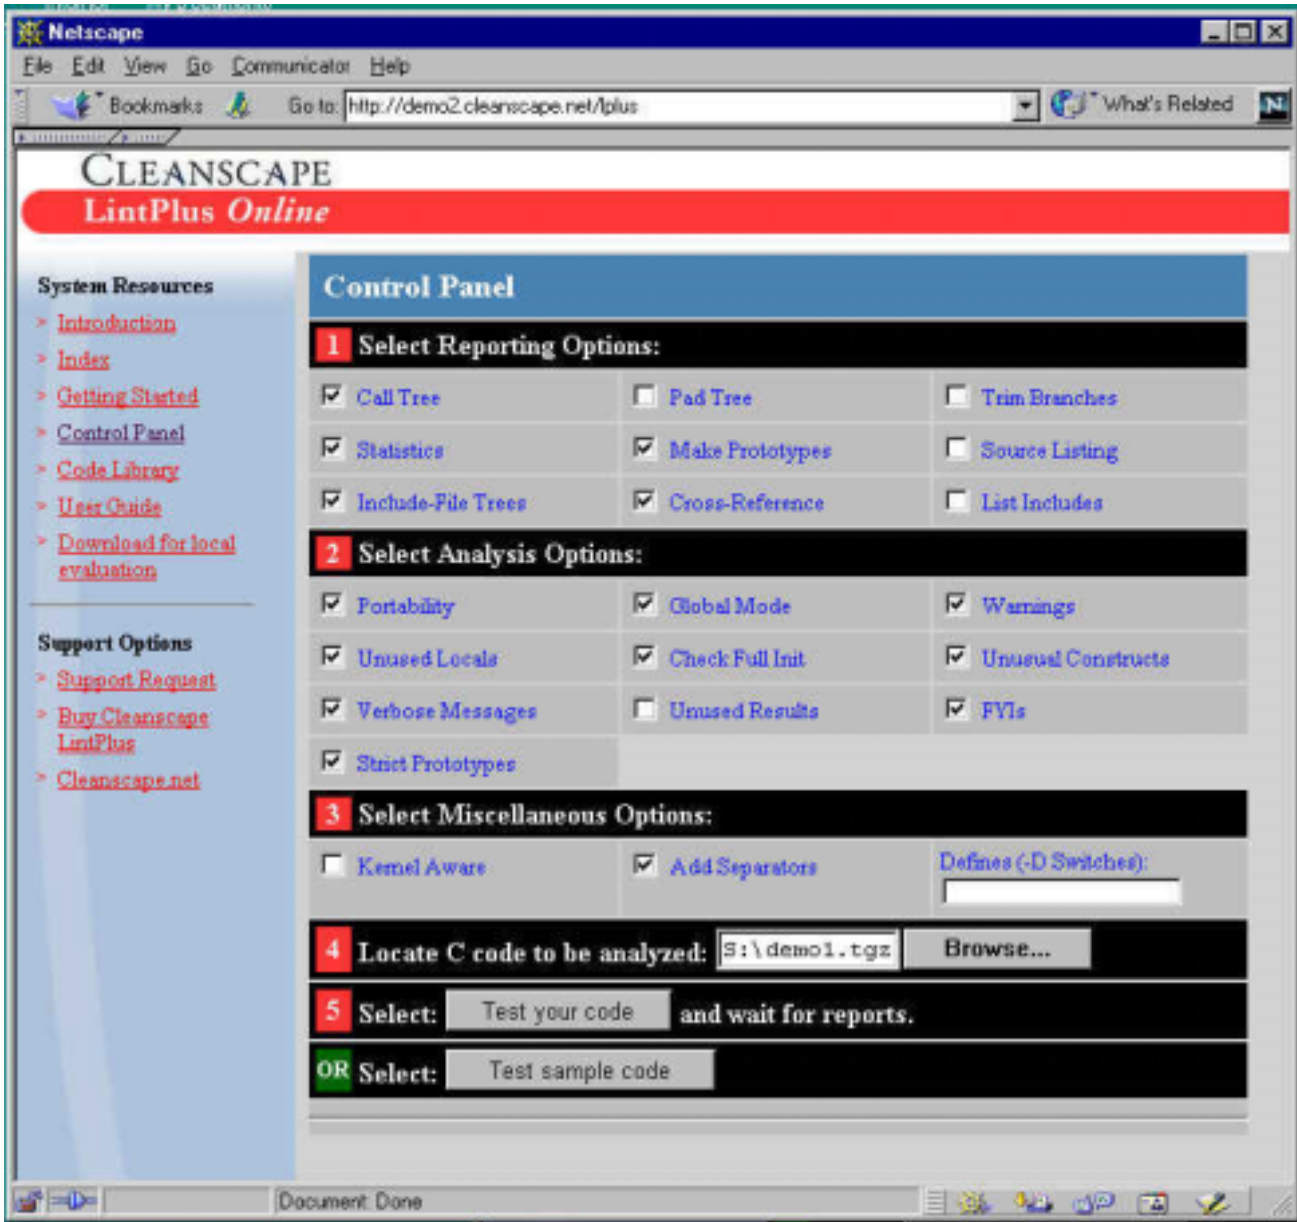 Netscape
File Edit View Go Communicator Help
Bookmarks Go to: http://demo2.cleanscape.net/lplus What's Related N
CLEANSCAPE
LintPlus Online
System Resources
Introduction
Index
Getting Started
Control Panel
Code Library
User Guide
Download for local
evaluation
Support Options
Support Request
Buy Cleanscape
LintPlus
Cleanscape.net
Control Panel
1 Select Reporting Options:
Call Tree Pad Tree Trim Branches
Statistics Make Prototypes Source Listing
Include-File Trees Cross-Reference List Includes
2 Select Analysis Options:
Portability Global Mode Warnings
Unused Locals Check Full Init Unusual Constructs
Verbose Messages Unused Results FYIs
Strict Prototypes
3 Select Miscellaneous Options:
Kernel Aware Add Separators Defines (-D Switches):
4 Locate C code to be analyzed: S:\demo1.tgz Browse...
5 Select: Test your code and wait for reports.
OR Select: Test sample code
Document: Done